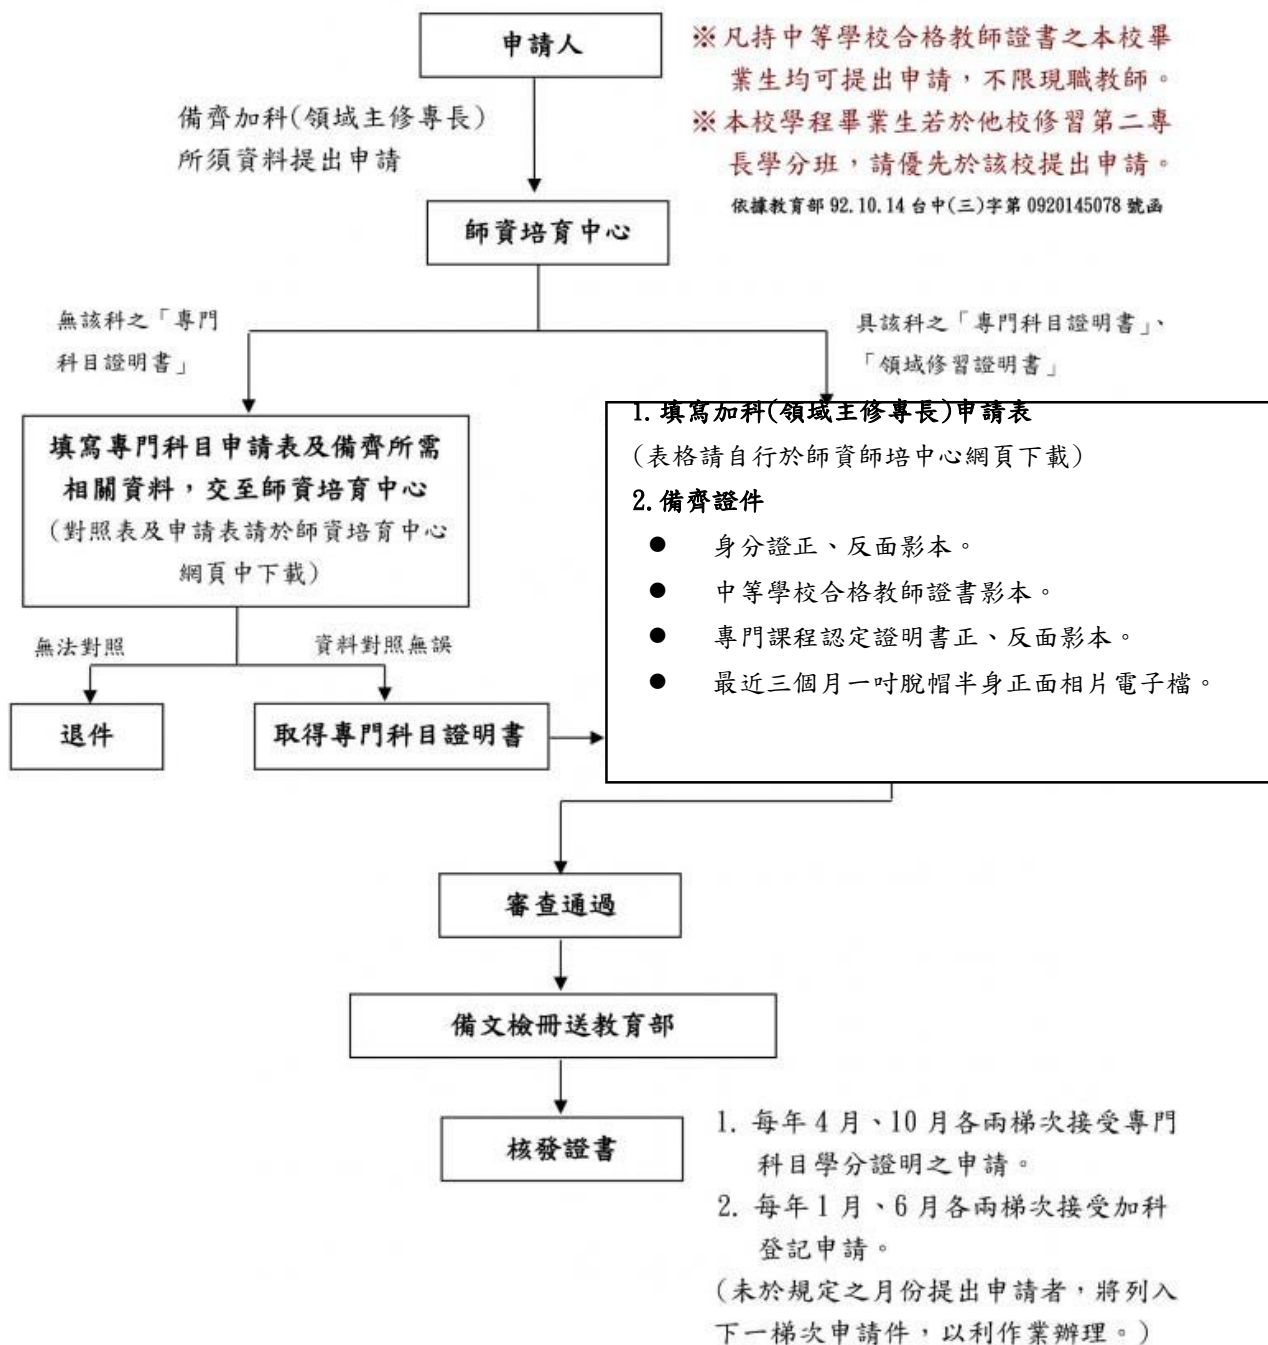 申請人
※凡持中等學校合格教師證書之本校畢
業生均可提出申請，不限現職教師。
※本校學程畢業生若於他校修習第二專
長學分班，請優先於該校提出申請。
依據教育部 92.10.14 台中(三)字第 0920145078 號函
備齊加科(領域主修專長)
所須資料提出申請
師資培育中心
無該科之「專門
科目證明書」
具該科之「專門科目證明書」、
「領域修習證明書」
填寫專門科目申請表及備齊所需
相關資料，交至師資培育中心
（對照表及申請表請於師資培育中心
網頁中下載）
1. 填寫加科(領域主修專長)申請表
（表格請自行於師資師培中心網頁下載）
2. 備齊證件
● 身分證正、反面影本。
● 中等學校合格教師證書影本。
● 專門課程認定證明書正、反面影本。
● 最近三個月一吋脫帽半身正面相片電子檔。
無法對照
資料對照無誤
退件
取得專門科目證明書
審查通過
備文檢冊送教育部
核發證書
1. 每年 4 月、10 月各兩梯次接受專門
科目學分證明之申請。
2. 每年 1 月、6 月各兩梯次接受加科
登記申請。
（未於規定之月份提出申請者，將列入
下一梯次申請件，以利作業辦理。）